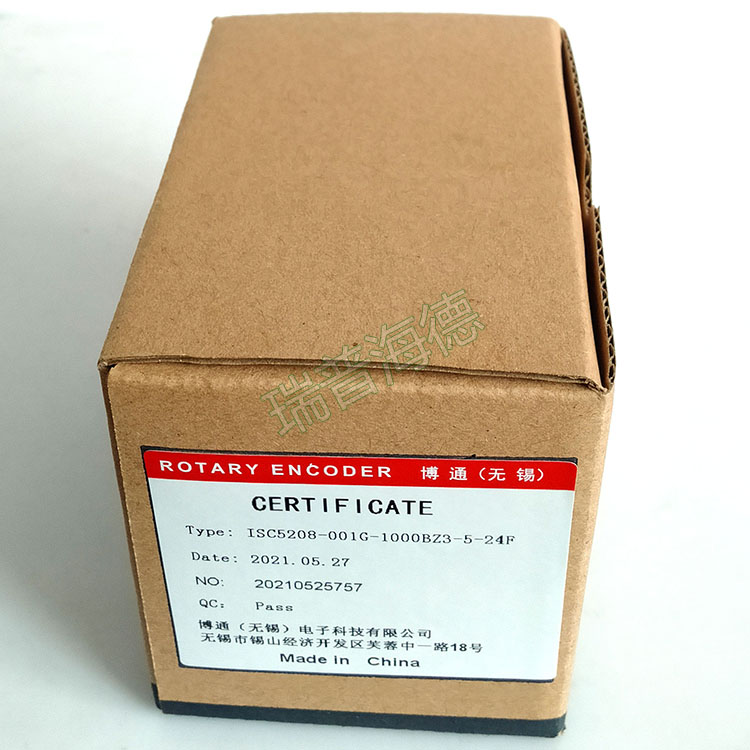 瑞普海德
ROTARY ENCODER 博通(无锡)
CERTIFICATE
Type: ISC5208-001G-1000BZ3-5-24F
Date: 2021.05.27
NO: 20210525757
QC: Pass
博通(无锡)电子科技有限公司
无锡市锡山经济开发区芙蓉中一路18号
Made in China